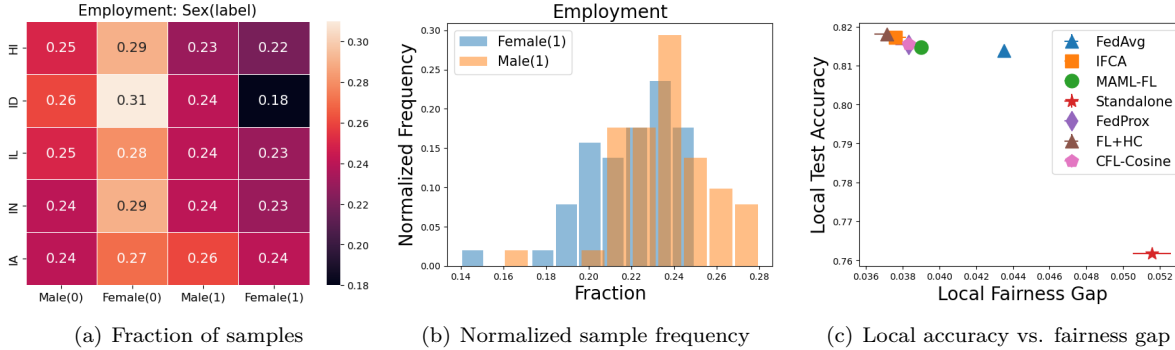 Employment: Sex(label)
HI 0.25 0.29 0.23 0.22
ID 0.26 0.31 0.24 0.18
IL 0.25 0.28 0.24 0.23
IN 0.24 0.29 0.24 0.23
IA 0.24 0.27 0.26 0.24
Male(0) Female(0) Male(1) Female(1)
0.30
0.28
0.26
0.24
0.22
0.20
0.18
(a) Fraction of samples
Employment
Normalized Frequency
0.30
0.25
0.20
0.15
0.10
0.05
0.00
Female(1)
Male(1)
0.14 0.16 0.20 0.22 0.24 0.26 0.28
Fraction
(b) Normalized sample frequency
Local Test Accuracy
0.82
0.81
0.80
0.79
0.78
0.77
0.76
FedAvg
IFCA
MAML-FL
Standalone
FedProx
FL+HC
CFL-Cosine
0.036 0.038 0.040 0.042 0.044 0.046 0.048 0.050 0.052
Local Fairness Gap
(c) Local accuracy vs. fairness gap